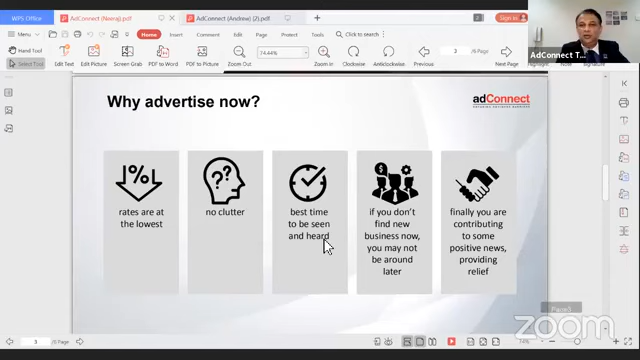 WPS Office
AdConnect (Neeraj).pdf
AdConnect (Andrew) (2).pdf
Sign in
Menu
Home
Insert
Comment
Edit
Page
Protect
Tools
Click to search
Hand Tool
Select Tool
Edit Text
Edit Picture
Screen Grab
PDF to Word
PDF to Picture
74.44%
Zoom In
Zoom Out
Clockwise
Anticlockwise
3
/6 Page
Previous
Next Page
AdConnect T...
Why advertise now?
adConnect
rates are at
the lowest
no clutter
best time
to be seen
and heard
if you don't
find new
business now,
you may not
be around
later
finally you are
contributing
to some
positive news,
providing
relief
zoom
3
/6 Page
74%